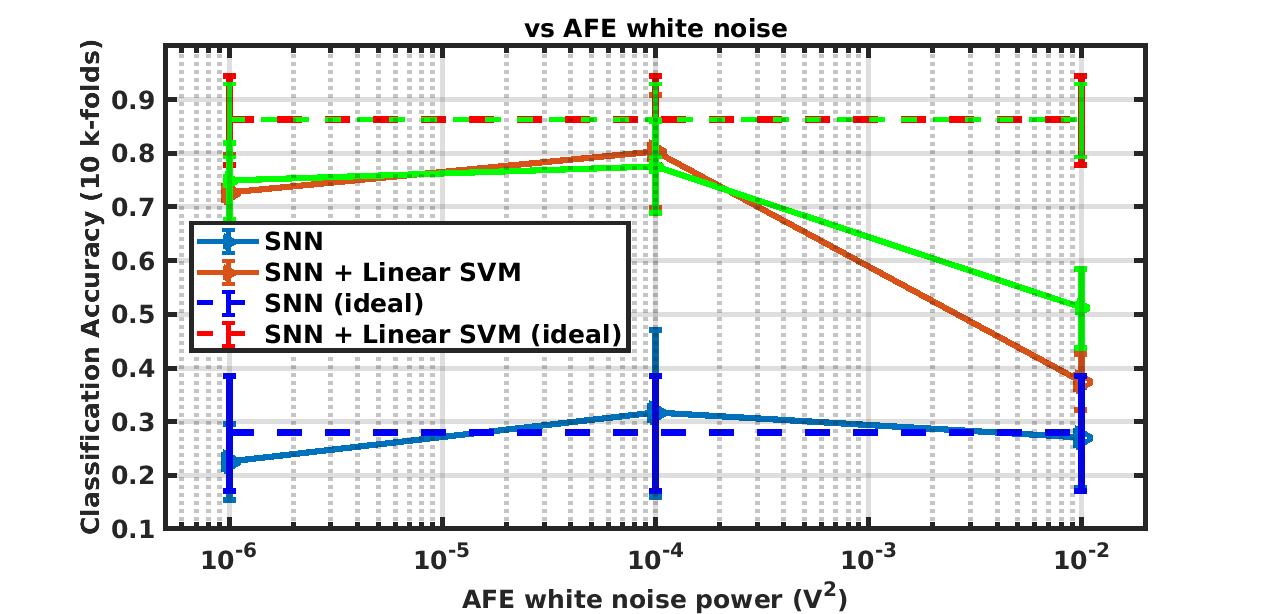 vs AFE white noise
Classification Accuracy (10 k-folds)
0.9
0.8
0.7
0.6
0.5
0.4
0.3
0.2
0.1
SNN
SNN + Linear SVM
SNN (ideal)
SNN + Linear SVM (ideal)
10-6 10-5 10-4 10-3 10-2
AFE white noise power (V2)